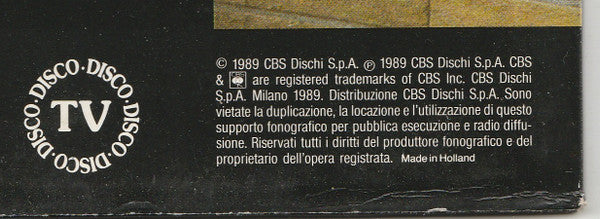 DISCO·DISCO·DISCO·DISCO·
TV
© 1989 CBS Dischi S.p.A. ℗ 1989 CBS Dischi S.p.A. CBS
& are registered trademarks of CBS Inc. CBS Dischi
S.p.A. Milano 1989. Distribuzione CBS Dischi S.p.A. Sono
vietate la duplicazione, la locazione e l'utilizzazione di questo
supporto fonografico per pubblica esecuzione e radio diffu-
sione. Riservati tutti i diritti del produttore fonografico e del
proprietario dell'opera registrata. Made in Holland